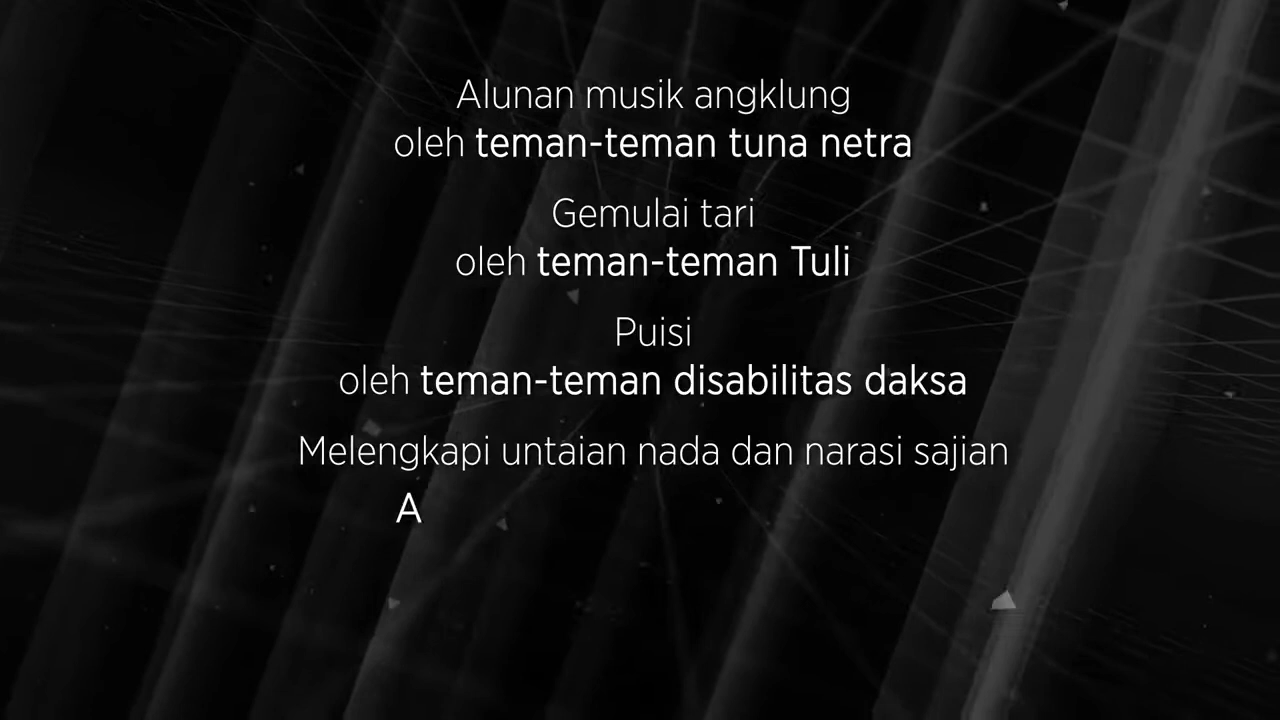 Alunan musik angklung
oleh teman-teman tuna netra
Gemulai tari
oleh teman-teman Tuli
Puisi
oleh teman-teman disabilitas daksa
Melengkapi untaian nada dan narasi sajian
A